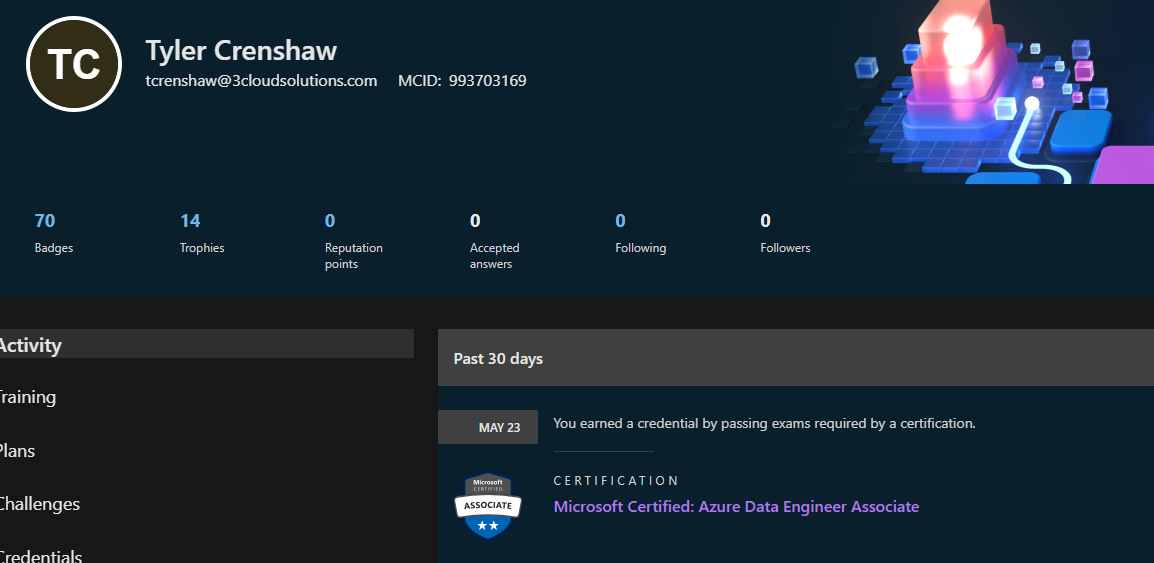 TC
Tyler Crenshaw
tcrenshaw@3cloudsolutions.com MCID: 993703169
70 14 0 0 0 0
Badges Trophies Reputation points Accepted answers Following Followers
Activity
Training
Plans
Challenges
Credentials
Past 30 days
MAY 23
You earned a credential by passing exams required by a certification.
Microsoft
CERTIFIED
ASSOCIATE
CERTIFICATION
Microsoft Certified: Azure Data Engineer Associate